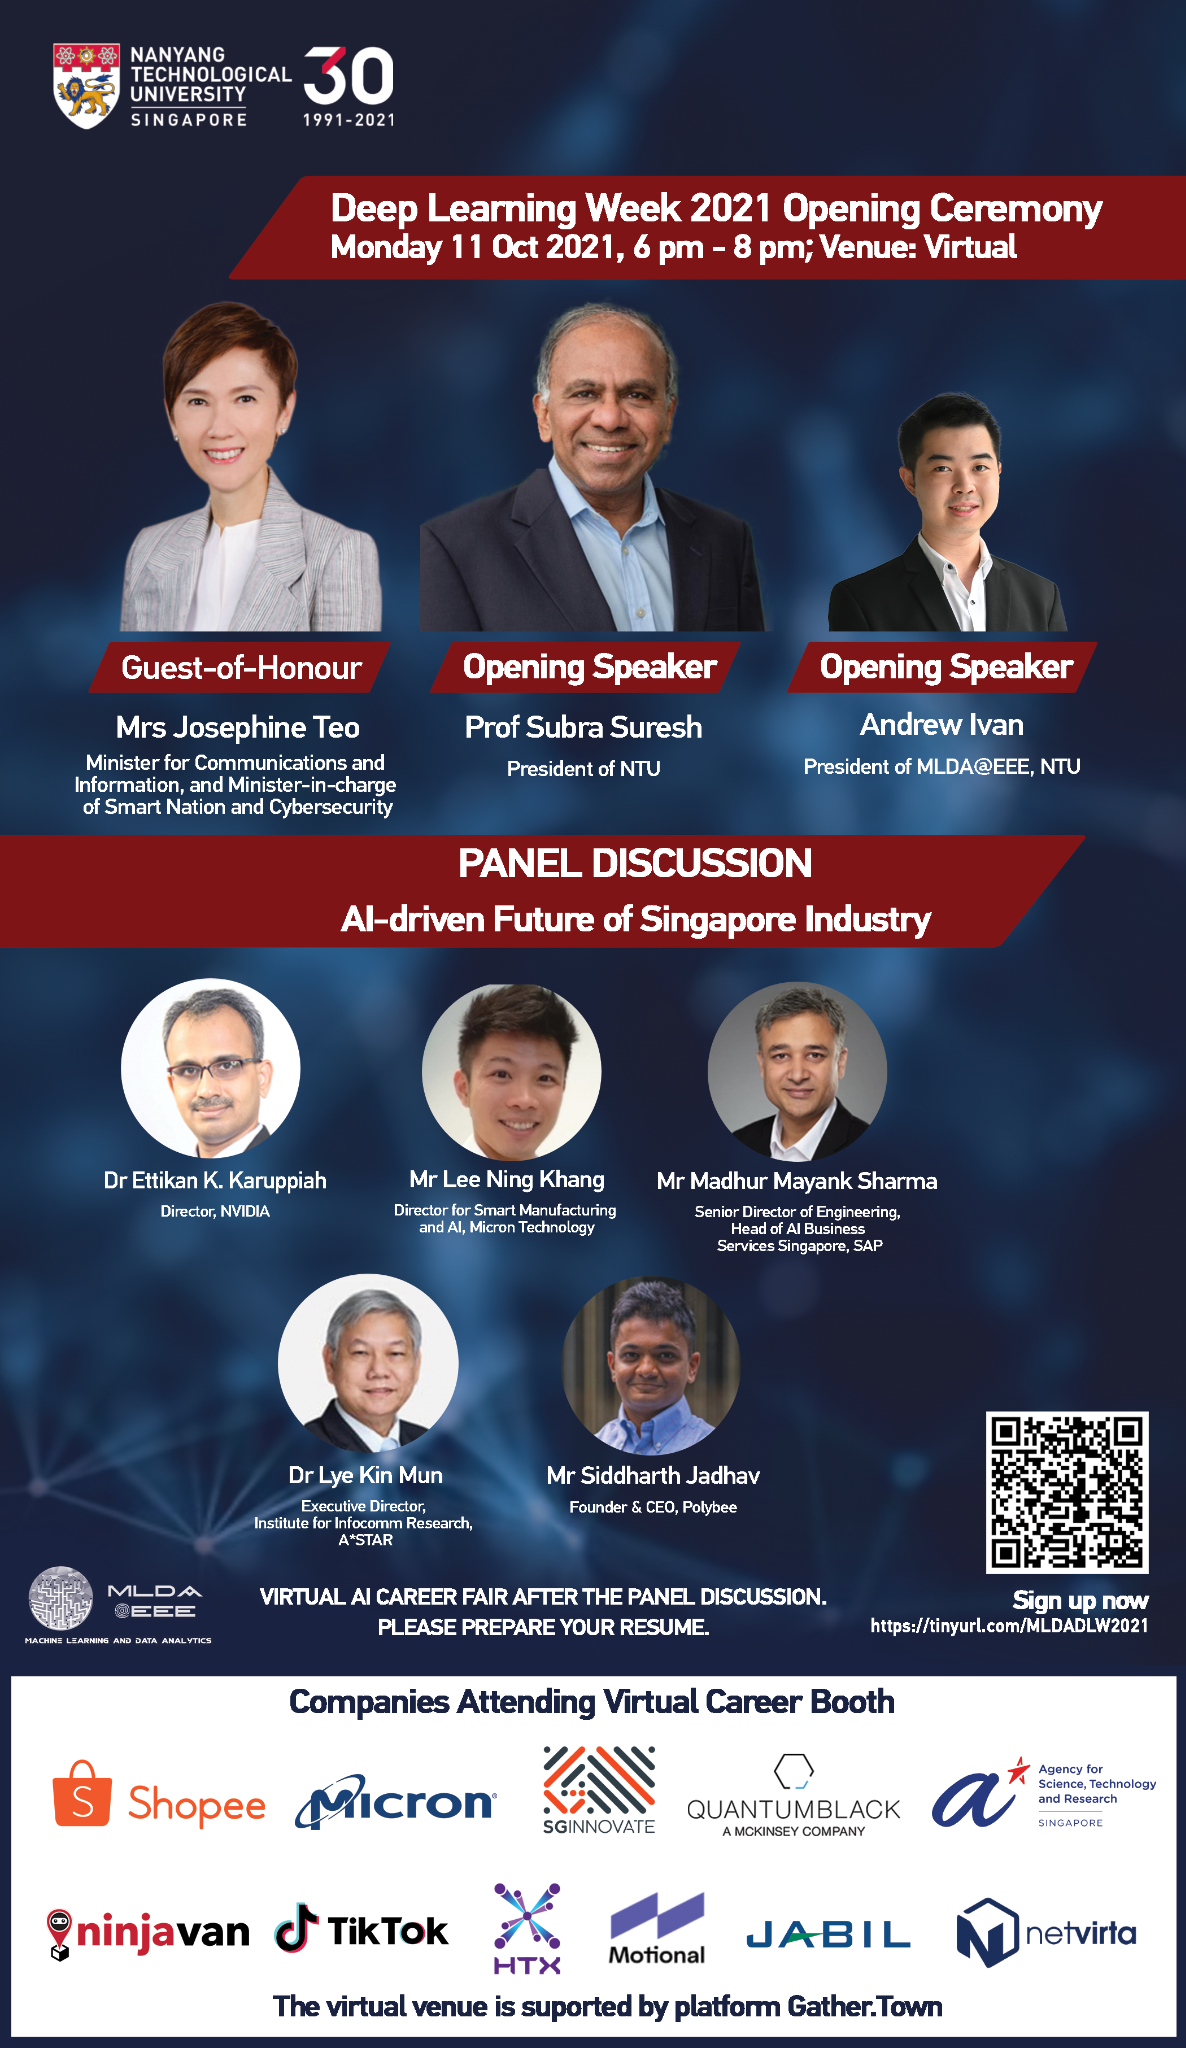 NANYANG
TECHNOLOGICAL
UNIVERSITY
SINGAPORE
30
1991-2021
Deep Learning Week 2021 Opening Ceremony
Monday 11 Oct 2021, 6 pm - 8 pm; Venue: Virtual
Guest-of-Honour
Mrs Josephine Teo
Minister for Communications and
Information, and Minister-in-charge
of Smart Nation and Cybersecurity
Opening Speaker
Prof Subra Suresh
President of NTU
Opening Speaker
Andrew Ivan
President of MLDA@EEE, NTU
PANEL DISCUSSION
AI-driven Future of Singapore Industry
Dr Ettikan K. Karuppiah
Director, NVIDIA
Mr Lee Ning Khang
Director for Smart Manufacturing
and AI, Micron Technology
Mr Madhur Mayank Sharma
Senior Director of Engineering,
Head of AI Business
Services Singapore, SAP
Dr Lye Kin Mun
Executive Director,
Institute for Infocomm Research,
A*STAR
Mr Siddharth Jadhav
Founder & CEO, Polybee
MLDA
@EEE
MACHINE LEARNING AND DATA ANALYTICS
VIRTUAL AI CAREER FAIR AFTER THE PANEL DISCUSSION.
PLEASE PREPARE YOUR RESUME.
Sign up now
https://tinyurl.com/MLDADLW2021
Companies Attending Virtual Career Booth
S Shopee
Micron®
SGINNOVATE
QUANTUMBLACK
A MCKINSEY COMPANY
a
Agency for
Science, Technology
and Research
SINGAPORE
ninjavan
TikTok
HTX
Motional
JABIL
N netvirta
The virtual venue is suported by platform Gather.Town